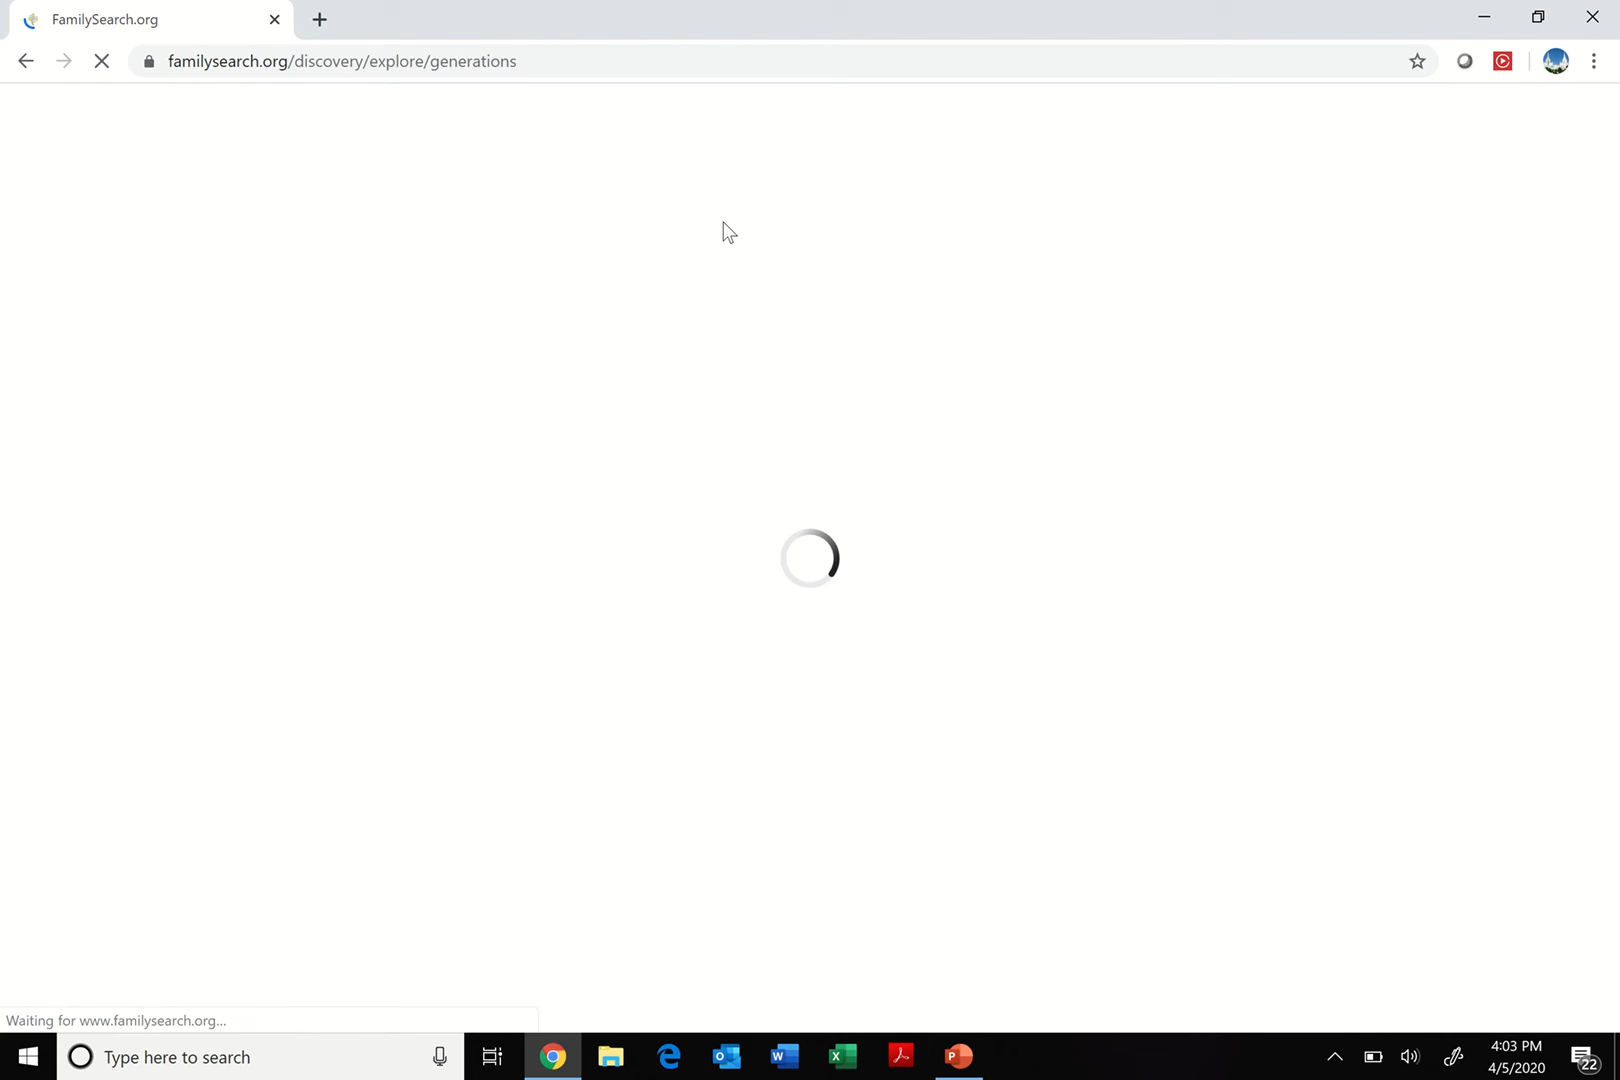 FamilySearch.org
familysearch.org/discovery/explore/generations
Waiting for www.familysearch.org...
Type here to search
4:03 PM
4/5/2020
22